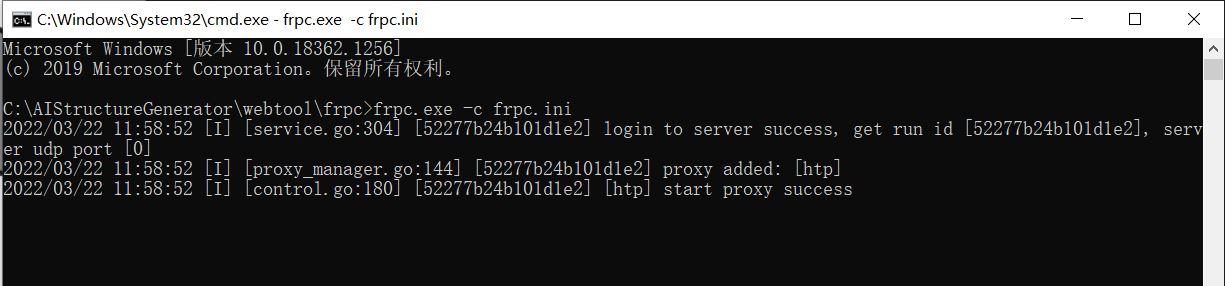 C:\Windows\System32\cmd.exe - frpc.exe  -c frpc.ini
Microsoft Windows [版本 10.0.18362.1256]
(c) 2019 Microsoft Corporation。保留所有权利。
C:\AIStructureGenerator\webtool\frpc>frpc.exe -c frpc.ini
2022/03/22 11:58:52 [I] [service.go:304] [52277b24b101d1e2] login to server success, get run id [52277b24b101d1e2], serv
er udp port [0]
2022/03/22 11:58:52 [I] [proxy_manager.go:144] [52277b24b101d1e2] proxy added: [htp]
2022/03/22 11:58:52 [I] [control.go:180] [52277b24b101d1e2] [htp] start proxy success